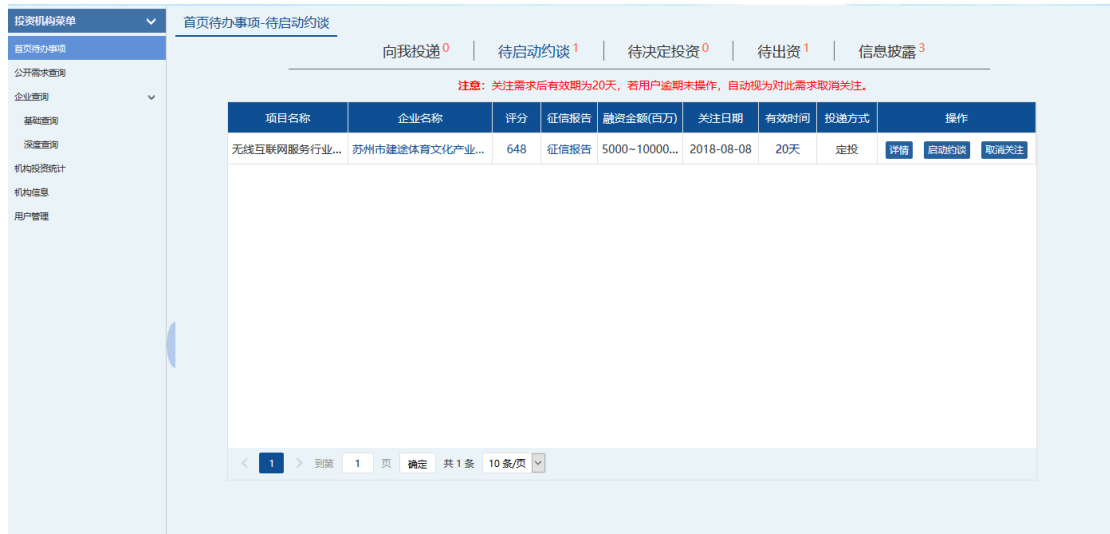 投资机构菜单
首页待办事项
公开需求查询
企业查询
基础查询
深度查询
机构投资统计
机构信息
用户管理
首页待办事项-待启动约谈
向我投递0 待启动约谈1 待决定投资0 待出资1 信息披露3
注意：关注需求后有效期为20天，若用户逾期未操作，自动视为对此需求取消关注。
项目名称 企业名称 评分 征信报告 融资金额(百万) 关注日期 有效时间 投递方式 操作
无线互联网服务行业... 苏州市建途体育文化产业... 648 征信报告 5000~10000... 2018-08-08 20天 定投 详情 启动约谈 取消关注
< 1 > 到第 1 页 确定 共 1 条 10 条/页